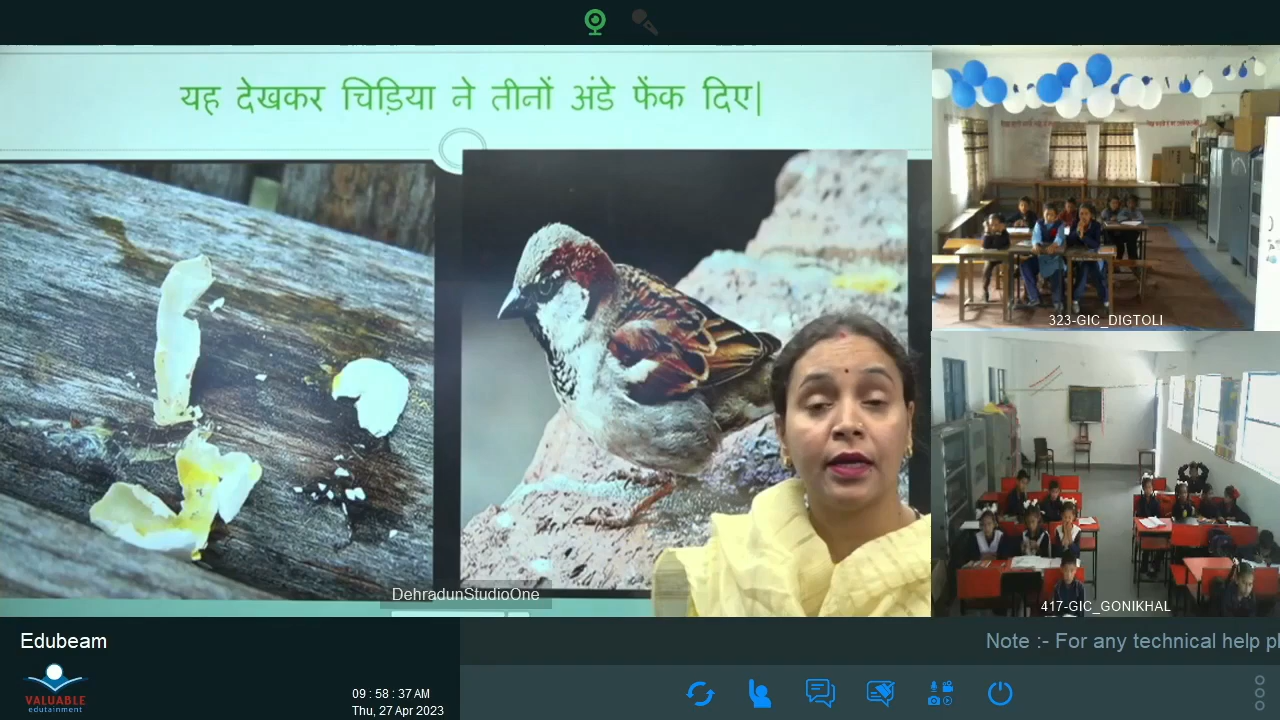 यह देखकर चिड़िया ने तीनों अंडे फेंक दिए|
323-GIC_DIGTOLI
DehradunStudioOne
417-GIC_GONIKHAL
Edubeam
VALUABLE
edutainment
09 : 58 : 37 AM
Thu, 27 Apr 2023
Note :- For any technical help pl